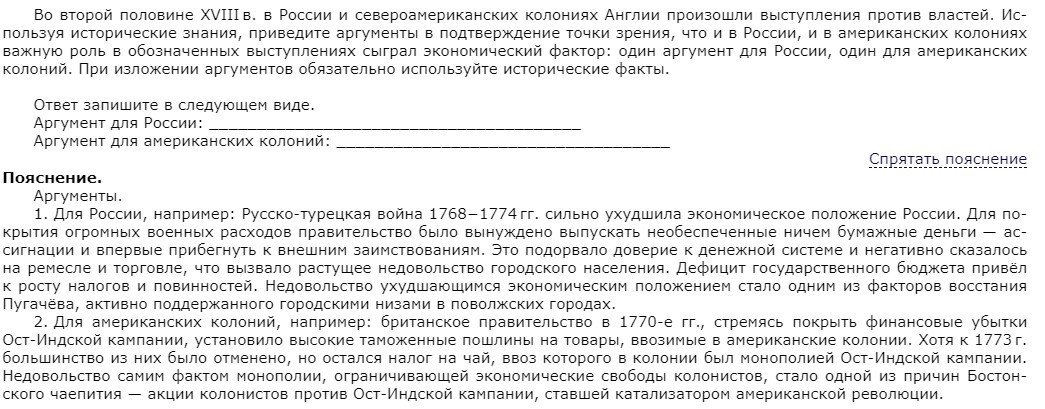 Во второй половине XVIII в. в России и североамериканских колониях Англии произошли выступления против властей. Ис-
пользуя исторические знания, приведите аргументы в подтверждение точки зрения, что и в России, и в американских колониях
важную роль в обозначенных выступлениях сыграл экономический фактор: один аргумент для России, один для американских
колоний. При изложении аргументов обязательно используйте исторические факты.
Ответ запишите в следующем виде.
Аргумент для России: _______________________________________
Аргумент для американских колоний: ___________________________________
Спрятать пояснение
Пояснение.
Аргументы.
1. Для России, например: Русско-турецкая война 1768−1774 гг. сильно ухудшила экономическое положение России. Для по-
крытия огромных военных расходов правительство было вынуждено выпускать необеспеченные ничем бумажные деньги — ас-
сигнации и впервые прибегнуть к внешним заимствованиям. Это подорвало доверие к денежной системе и негативно сказалось
на ремесле и торговле, что вызвало растущее недовольство городского населения. Дефицит государственного бюджета привёл
к росту налогов и повинностей. Недовольство ухудшающимся экономическим положением стало одним из факторов восстания
Пугачёва, активно поддержанного городскими низами в поволжских городах.
2. Для американских колоний, например: британское правительство в 1770-е гг., стремясь покрыть финансовые убытки
Ост-Индской кампании, установило высокие таможенные пошлины на товары, ввозимые в американские колонии. Хотя к 1773 г.
большинство из них было отменено, но остался налог на чай, ввоз которого в колонии был монополией Ост-Индской кампании.
Недовольство самим фактом монополии, ограничивающей экономические свободы колонистов, стало одной из причин Бостон-
ского чаепития — акции колонистов против Ост-Индской кампании, ставшей катализатором американской революции.